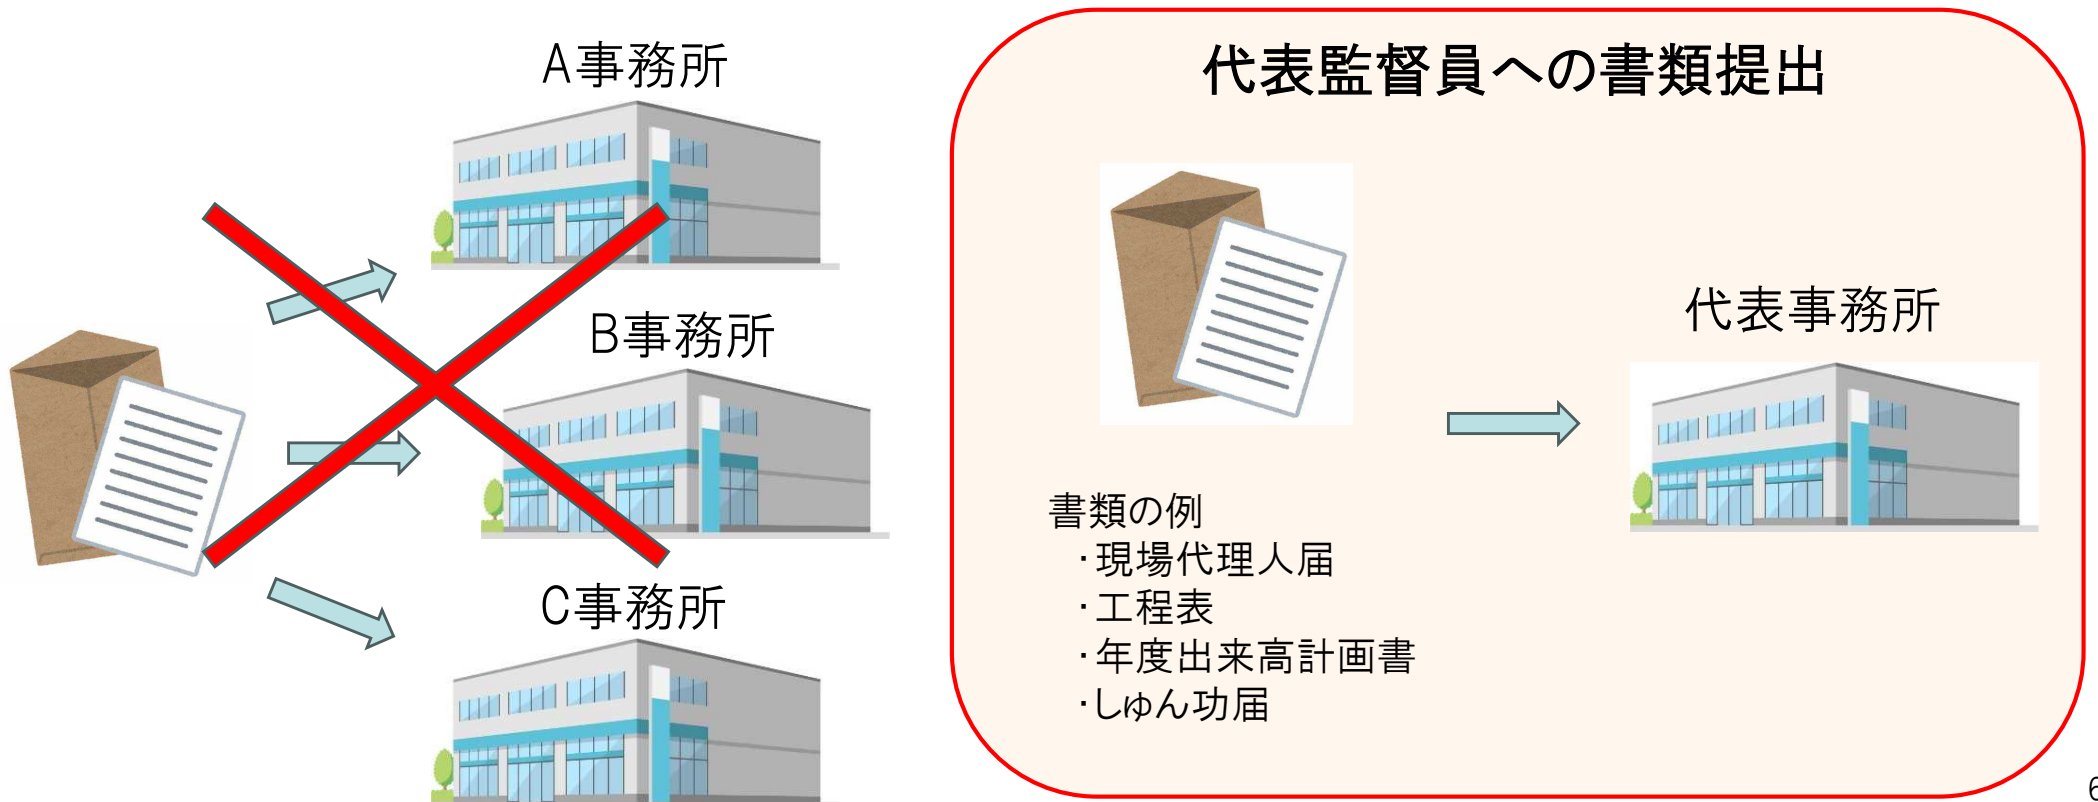 A事務所
B事務所
C事務所
代表監督員への書類提出
代表事務所
書類の例
・現場代理人届
・工程表
・年度出来高計画書
・しゅん功届